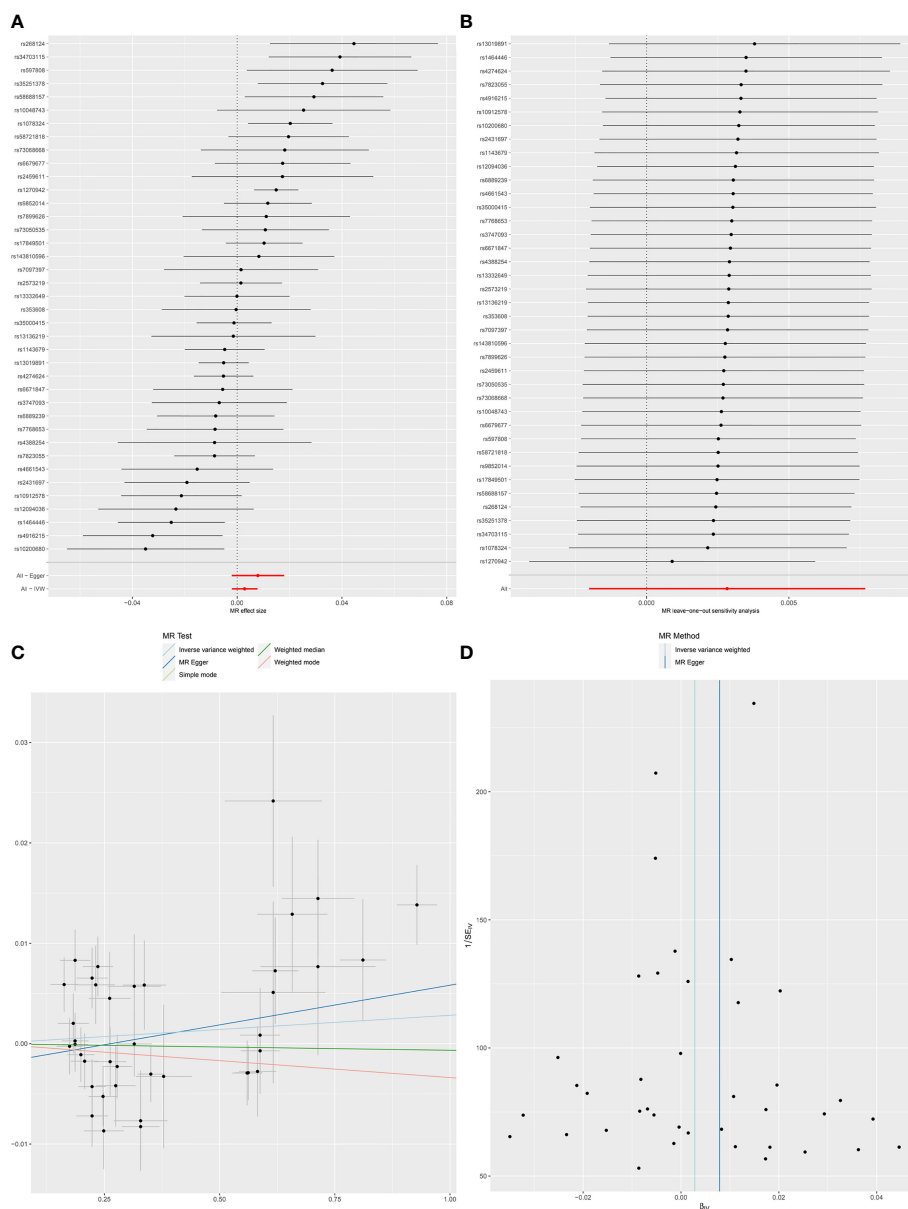 A
rs268124
rs34703115
rs597808
rs35251378
rs58688157
rs10048743
rs1078324
rs58721818
rs73068668
rs6679677
rs2459611
rs1270942
rs9852014
rs7899626
rs73050535
rs17849501
rs143810596
rs7097397
rs2573219
rs13332649
rs353608
rs35000415
rs13136219
rs1143679
rs13019891
rs4274624
rs6671847
rs3747093
rs6889239
rs7768653
rs4388254
rs7823055
rs4661543
rs2431697
rs10912578
rs12094036
rs1464446
rs4916215
rs10200680
All − Egger
All − IVW
−0.04
0.00
0.04
0.08
MR effect size
B
rs13019891
rs1464446
rs4274624
rs7823055
rs4916215
rs10912578
rs10200680
rs2431697
rs1143679
rs12094036
rs6889239
rs4661543
rs35000415
rs7768653
rs3747093
rs6671847
rs4388254
rs13332649
rs2573219
rs13136219
rs353608
rs7097397
rs143810596
rs7899626
rs2459611
rs73050535
rs73068668
rs10048743
rs6679677
rs597808
rs58721818
rs9852014
rs17849501
rs58688157
rs268124
rs35251378
rs34703115
rs1078324
rs1270942
All
0.000
0.005
MR leave−one−out sensitivity analysis
C
MR Test
Inverse variance weighted
MR Egger
Simple mode
Weighted median
Weighted mode
0.03
0.02
0.01
0.00
−0.01
0.25
0.50
0.75
1.00
D
MR Method
Inverse variance weighted
MR Egger
1/SE_IV
200
150
100
50
−0.02
0.00
0.02
0.04
β_IV